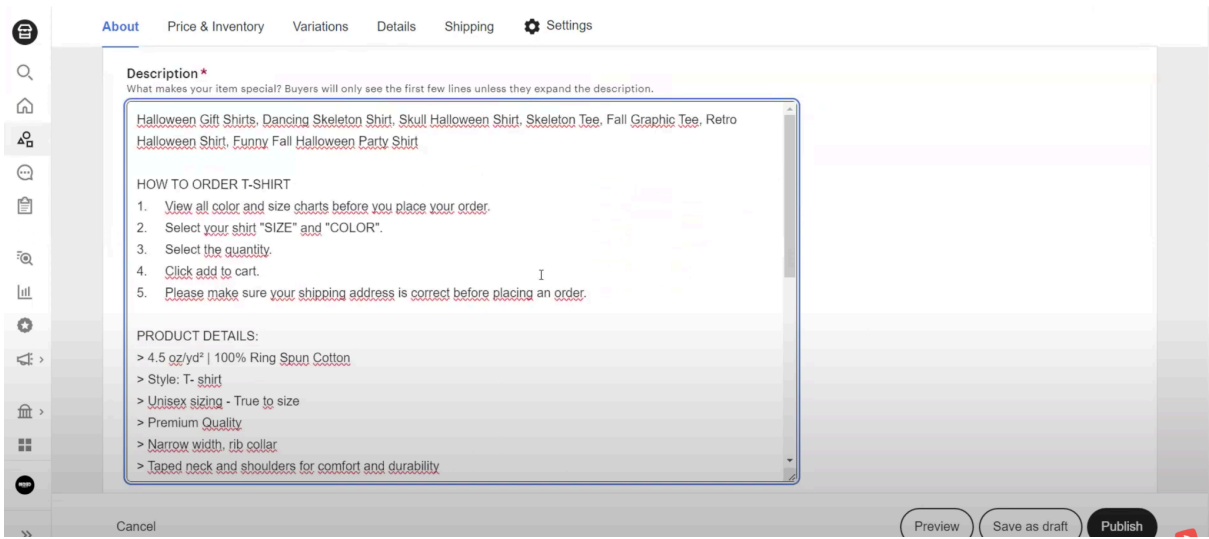 About Price & Inventory Variations Details Shipping Settings
Description *
What makes your item special? Buyers will only see the first few lines unless they expand the description.
Halloween Gift Shirts, Dancing Skeleton Shirt, Skull Halloween Shirt, Skeleton Tee, Fall Graphic Tee, Retro
Halloween Shirt, Funny Fall Halloween Party Shirt
HOW TO ORDER T-SHIRT
1. View all color and size charts before you place your order.
2. Select your shirt "SIZE" and "COLOR".
3. Select the quantity.
4. Click add to cart.
5. Please make sure your shipping address is correct before placing an order.
PRODUCT DETAILS:
> 4.5 oz/yd² | 100% Ring Spun Cotton
> Style: T- shirt
> Unisex sizing - True to size
> Premium Quality
> Narrow width, rib collar
> Taped neck and shoulders for comfort and durability
Cancel Preview Save as draft Publish